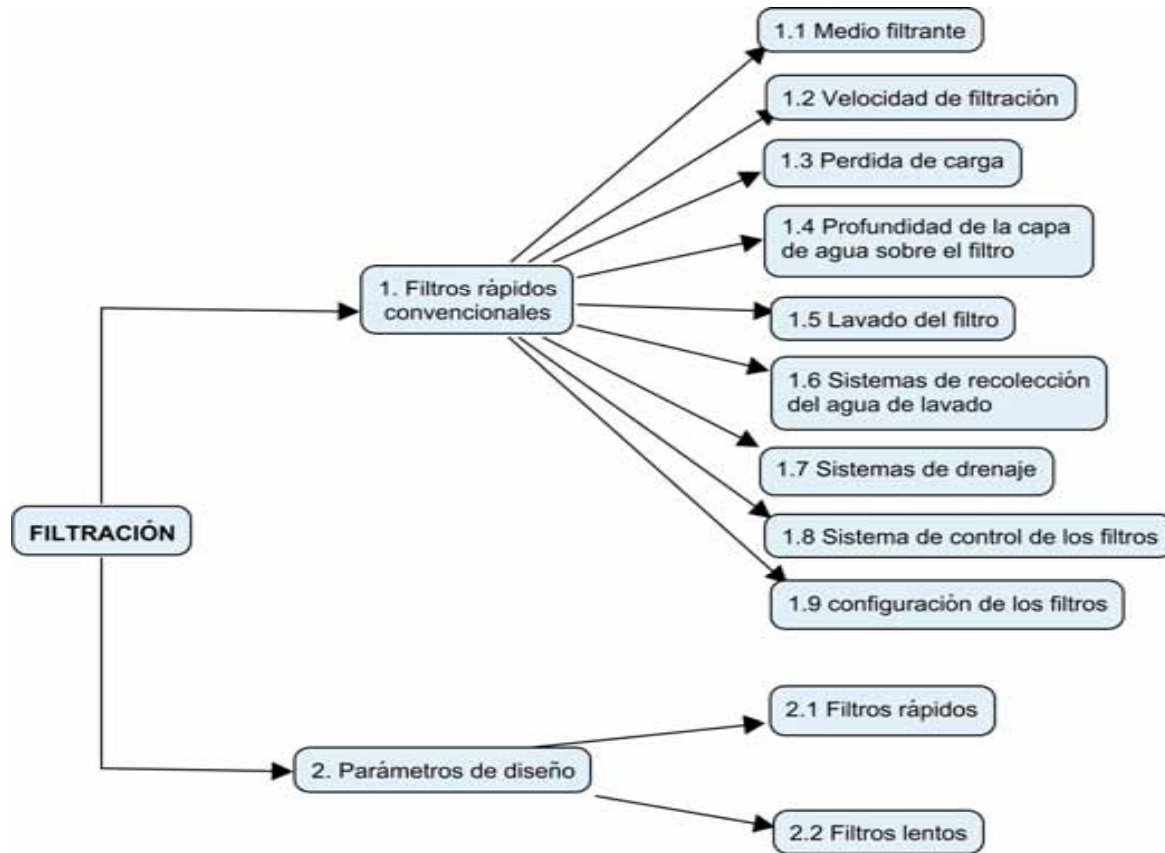 FILTRACIÓN
1. Filtros rápidos
convencionales
1.1 Medio filtrante
1.2 Velocidad de filtración
1.3 Perdida de carga
1.4 Profundidad de la capa
de agua sobre el filtro
1.5 Lavado del filtro
1.6 Sistemas de recolección
del agua de lavado
1.7 Sistemas de drenaje
1.8 Sistema de control de los filtros
1.9 configuración de los filtros
2. Parámetros de diseño
2.1 Filtros rápidos
2.2 Filtros lentos